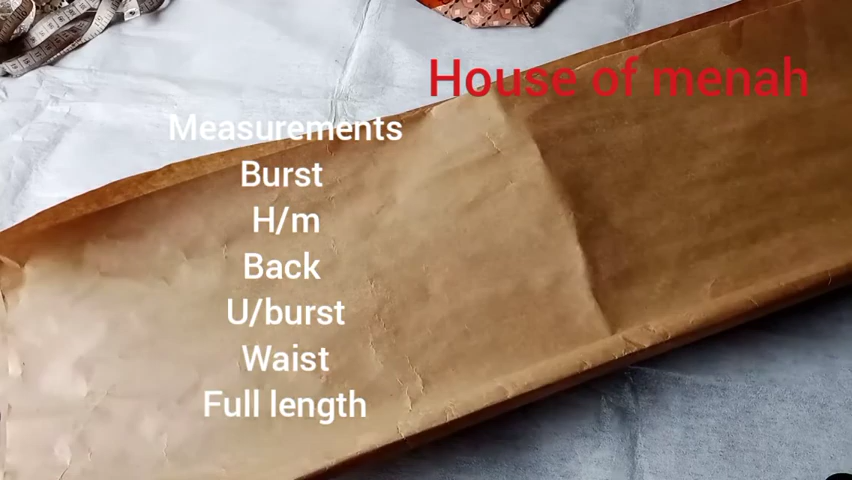 House of menah
Measurements
Burst
H/m
Back
U/burst
Waist
Full length